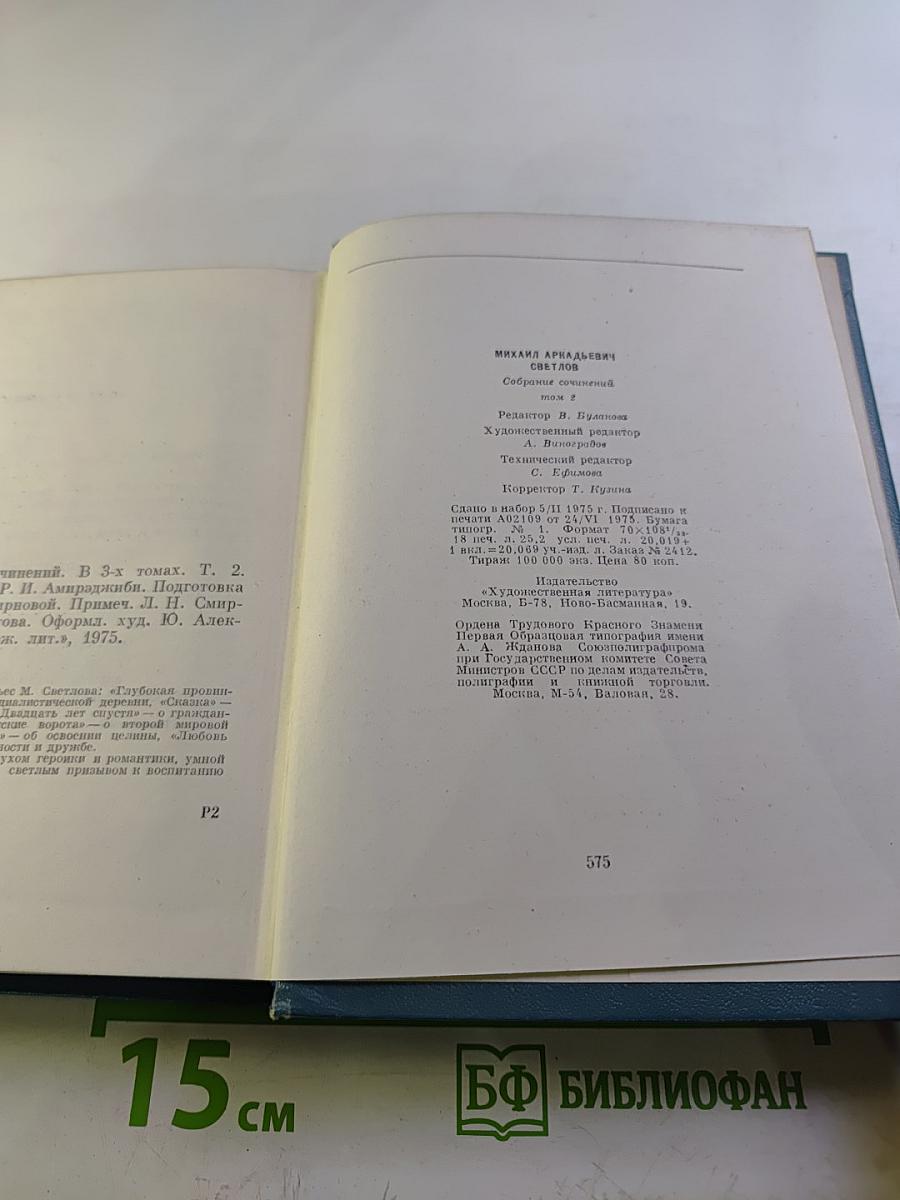 чинений. В 3-х томах. Т. 2.
Р. И. Амирэджиби. Подготовка
ирновой. Примеч. Л. Н. Смир-
това. Оформл. худ. Ю. Алек-
ж. лит.», 1975.
ьес М. Светлова: «Глубокая провин-
циалистической деревни, «Сказка» —
Двадцать лет спустя» — о граждан-
ские ворота» — о второй мировой
» — об освоении целины, «Любовь
ности и дружбе.
ухом героики и романтики, умной
светлым призывом к воспитанию
Р2
МИХАИЛ АРКАДЬЕВИЧ
СВЕТЛОВ
Собрание сочинений
том 2
Редактор В. Буланова
Художественный редактор
А. Виноградов
Технический редактор
С. Ефимова
Корректор Т. Кузина
Сдано в набор 5/II 1975 г. Подписано к
печати А02109 от 24/VI 1975. Бумага
типогр. № 1. Формат 70×108¹/₃₂.
18 печ. л. 25,2 усл. печ. л. 20,019+
1 вкл.=20,069 уч.-изд. л. Заказ № 2412.
Тираж 100 000 экз. Цена 80 коп.
Издательство
«Художественная литература»
Москва, Б-78, Ново-Басманная, 19.
Ордена Трудового Красного Знамени
Первая Образцовая типография имени
А. А. Жданова Союзполиграфпрома
при Государственном комитете Совета
Министров СССР по делам издательств,
полиграфии и книжной торговли.
Москва, М-54, Валовая, 28.
575
15 см
БФ БИБЛИОФАН